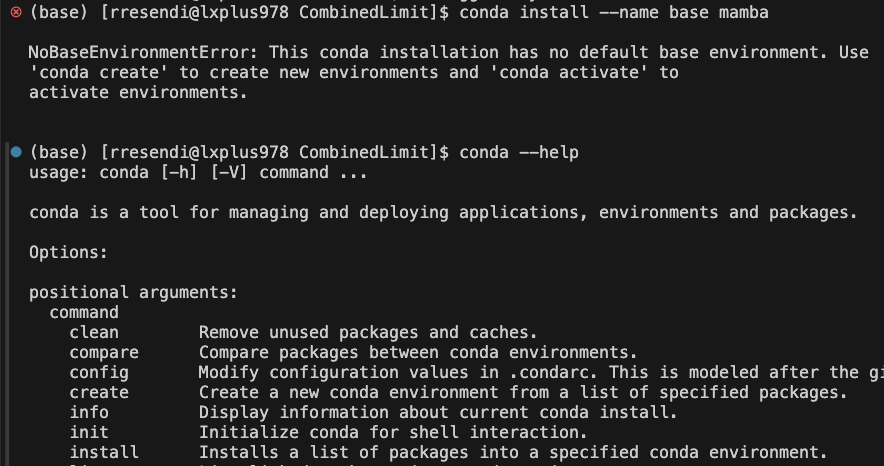 (base) [rresendi@lxplus978 CombinedLimit]$ conda install --name base mamba
NoBaseEnvironmentError: This conda installation has no default base environment. Use
'conda create' to create new environments and 'conda activate' to
activate environments.
(base) [rresendi@lxplus978 CombinedLimit]$ conda --help
usage: conda [-h] [-V] command ...
conda is a tool for managing and deploying applications, environments and packages.
Options:
positional arguments:
command
clean Remove unused packages and caches.
compare Compare packages between conda environments.
config Modify configuration values in .condarc. This is modeled after the
create Create a new conda environment from a list of specified packages.
info Display information about current conda install.
init Initialize conda for shell interaction.
install Installs a list of packages into a specified conda environment.